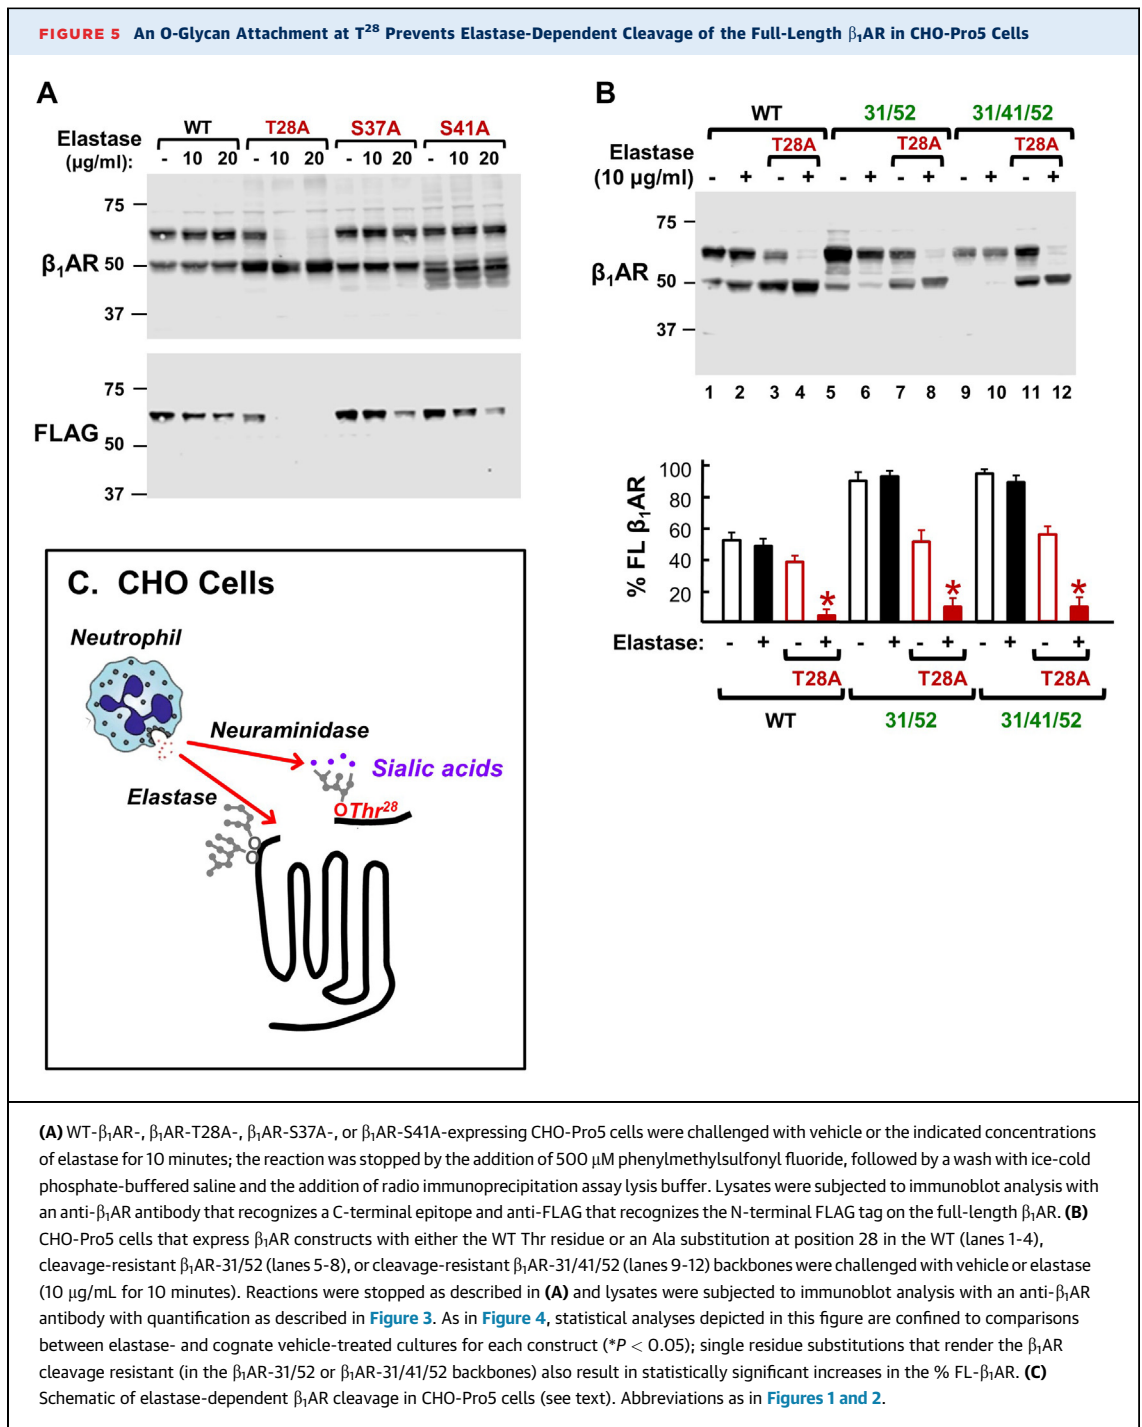 FIGURE 5 An O-Glycan Attachment at T²⁸ Prevents Elastase-Dependent Cleavage of the Full-Length β₁AR in CHO-Pro5 Cells
A
WT T28A S37A S41A
Elastase
(µg/ml): - 10 20 - 10 20 - 10 20 - 10 20
75
β₁AR 50
37
75
FLAG 50
37
B
WT 31/52 31/41/52
Elastase T28A T28A T28A
(10 µg/ml) - + - + - + - + - + - +
75
β₁AR 50
37
1 2 3 4 5 6 7 8 9 10 11 12
% FL β₁AR
100
80
60
40
20
* * *
Elastase: - + - + - + - + - + - +
T28A T28A T28A
WT 31/52 31/41/52
C. CHO Cells
Neutrophil
Neuraminidase
Sialic acids
Elastase
OThr²⁸
O
O
(A) WT-β₁AR-, β₁AR-T28A-, β₁AR-S37A-, or β₁AR-S41A-expressing CHO-Pro5 cells were challenged with vehicle or the indicated concentrations
of elastase for 10 minutes; the reaction was stopped by the addition of 500 μM phenylmethylsulfonyl fluoride, followed by a wash with ice-cold
phosphate-buffered saline and the addition of radio immunoprecipitation assay lysis buffer. Lysates were subjected to immunoblot analysis with
an anti-β₁AR antibody that recognizes a C-terminal epitope and anti-FLAG that recognizes the N-terminal FLAG tag on the full-length β₁AR. (B)
CHO-Pro5 cells that express β₁AR constructs with either the WT Thr residue or an Ala substitution at position 28 in the WT (lanes 1-4),
cleavage-resistant β₁AR-31/52 (lanes 5-8), or cleavage-resistant β₁AR-31/41/52 (lanes 9-12) backbones were challenged with vehicle or elastase
(10 μg/mL for 10 minutes). Reactions were stopped as described in (A) and lysates were subjected to immunoblot analysis with an anti-β₁AR
antibody with quantification as described in Figure 3. As in Figure 4, statistical analyses depicted in this figure are confined to comparisons
between elastase- and cognate vehicle-treated cultures for each construct (*P < 0.05); single residue substitutions that render the β₁AR
cleavage resistant (in the β₁AR-31/52 or β₁AR-31/41/52 backbones) also result in statistically significant increases in the % FL-β₁AR. (C)
Schematic of elastase-dependent β₁AR cleavage in CHO-Pro5 cells (see text). Abbreviations as in Figures 1 and 2.